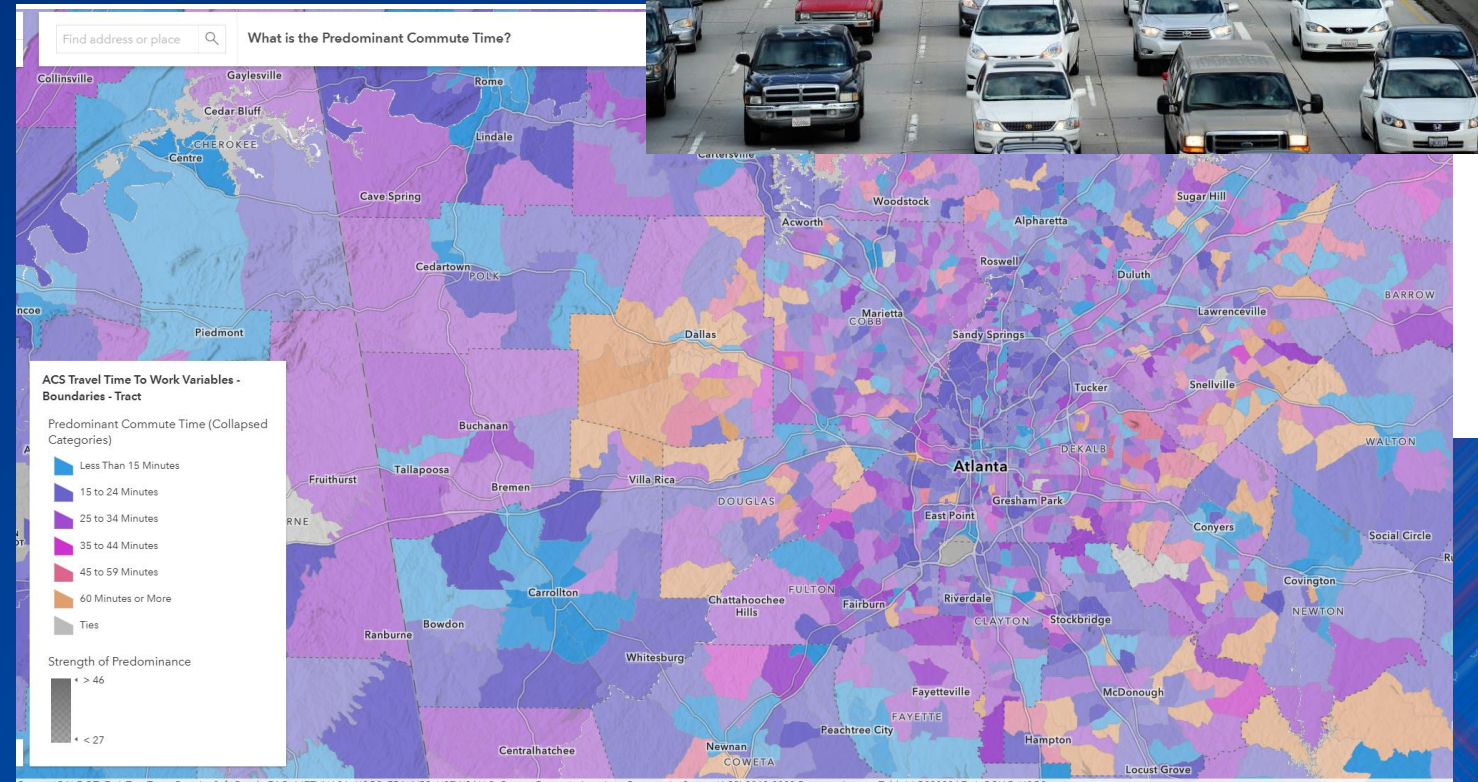 Find address or place
What is the Predominant Commute Time?
Collinsville
Gaylesville
Rome
Cedar Bluff
CHEROKEE
Lindale
Centre
Cartersville
Cave Spring
Woodstock
Sugar Hill
Acworth
Alpharetta
Cedartown
POLK
Roswell
Duluth
BARROW
ncoe
Piedmont
Marietta
COBB
Lawrenceville
Dallas
Sandy Springs
ACS Travel Time To Work Variables -
Boundaries - Tract
Predominant Commute Time (Collapsed
Categories)
Less Than 15 Minutes
15 to 24 Minutes
25 to 34 Minutes
35 to 44 Minutes
45 to 59 Minutes
60 Minutes or More
Ties
Strength of Predominance
> 46
< 27
Tucker
Snellville
Buchanan
DEKALB
WALTON
Tallapoosa
Atlanta
Fruithurst
Bremen
Villa Rica
DOUGLAS
Gresham Park
RNE
East Point
Conyers
Social Circle
Covington
Carrollton
FULTON
Chattahoochee
Hills
Fairburn
Riverdale
NEWTON
Bowdon
CLAYTON
Stockbridge
Ranburne
Whitesburg
Fayetteville
McDonough
FAYETTE
Peachtree City
Centralhatchee
Newnan
Hampton
COWETA
Locust Grove